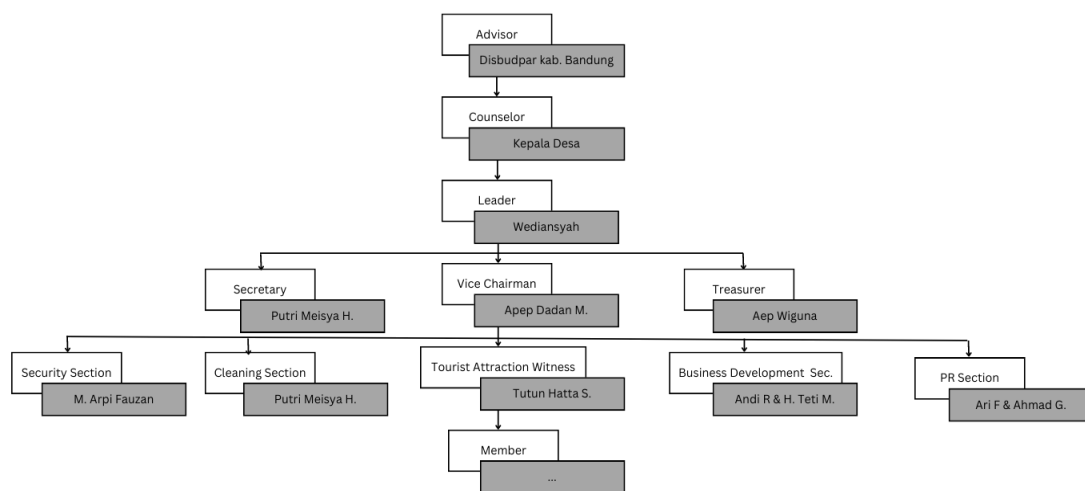 Advisor
Disbudpar kab. Bandung
Counselor
Kepala Desa
Leader
Wediansyah
Secretary
Putri Meisya H.
Vice Chairman
Apep Dadan M.
Treasurer
Aep Wiguna
Security Section
M. Arpi Fauzan
Cleaning Section
Putri Meisya H.
Tourist Attraction Witness
Tutun Hatta S.
Business Development Sec.
Andi R & H. Teti M.
PR Section
Ari F & Ahmad G.
Member
...